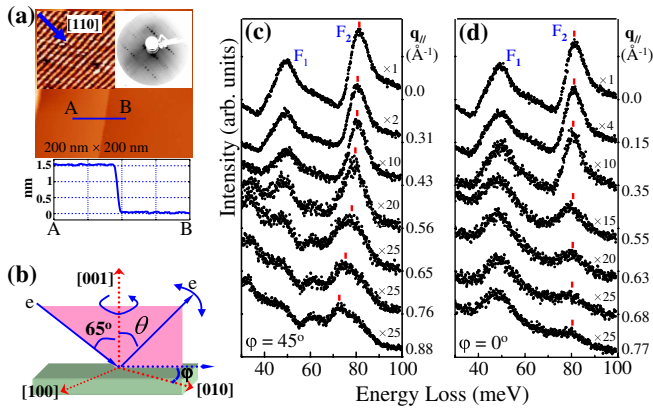 (a)
[110]
A B
200 nm × 200 nm
1.5
1
0.5
0
nm
A B
(b)
[001]
e
e
65°
θ
φ
[100]
[010]
(c)
F₁
F₂
q// (Å⁻¹)
×1
0.0
×2
0.31
×10
0.43
×20
0.56
×25
0.65
×25
0.76
×25
0.88
φ = 45°
Intensity (arb. units)
40 60 80 100
(d)
F₁
F₂
q// (Å⁻¹)
×1
0.0
×4
0.15
×10
0.35
×15
0.55
×20
0.63
×25
0.68
×25
0.77
φ = 0°
40 60 80 100
Energy Loss (meV)